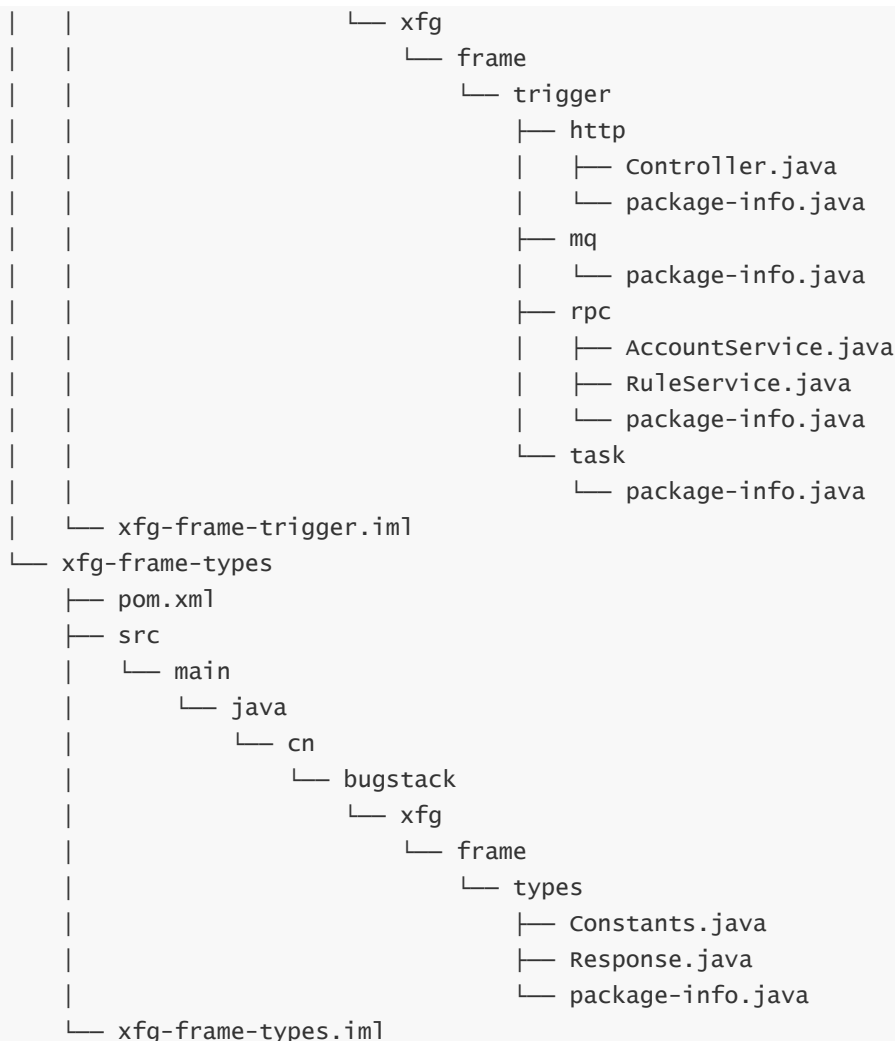 │   │                   └── xfg
│   │                       └── frame
│   │                           └── trigger
│   │                               ├── http
│   │                               │   ├── Controller.java
│   │                               │   └── package-info.java
│   │                               ├── mq
│   │                               │   └── package-info.java
│   │                               ├── rpc
│   │                               │   ├── AccountService.java
│   │                               │   ├── RuleService.java
│   │                               │   └── package-info.java
│   │                               └── task
│   │                                   └── package-info.java
│   └── xfg-frame-trigger.iml
└── xfg-frame-types
    ├── pom.xml
    ├── src
    │   └── main
    │       └── java
    │           └── cn
    │               └── bugstack
    │                   └── xfg
    │                       └── frame
    │                           └── types
    │                               ├── Constants.java
    │                               ├── Response.java
    │                               └── package-info.java
    └── xfg-frame-types.iml